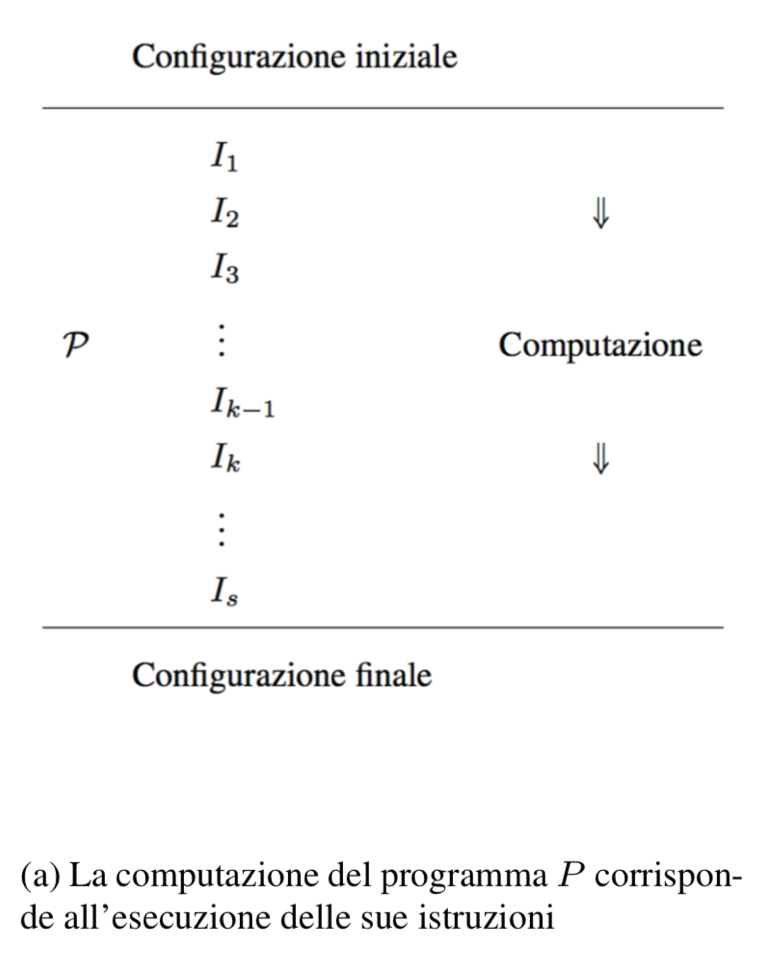 Configurazione iniziale
I₁
I₂ ⇓
I₃
𝒫 ⋮ Computazione
Iₖ₋₁
Iₖ ⇓
⋮
Iₛ
Configurazione finale
(a) La computazione del programma P corrispon-
de all'esecuzione delle sue istruzioni